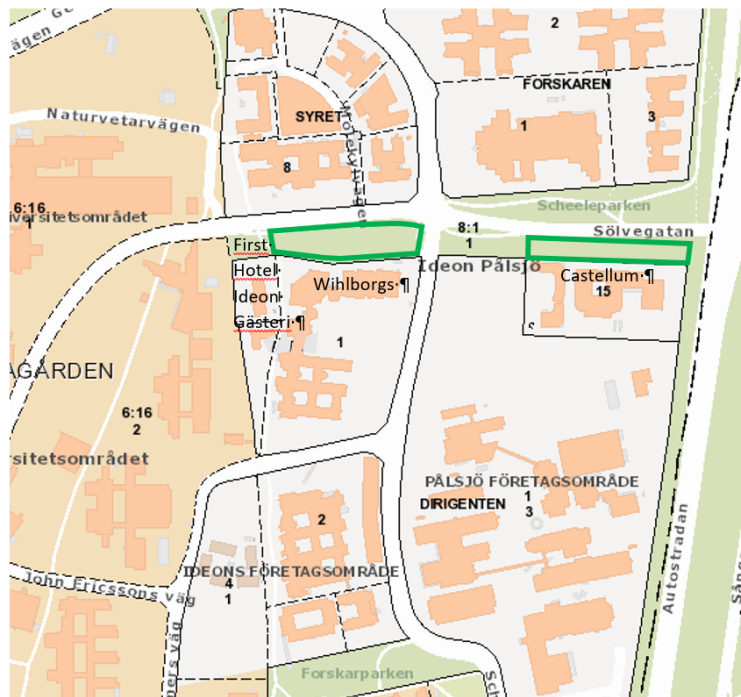 2
Naturvetarvägen
FORSKAREN
SYRET
1
3
8
6:16
1
Scheeleparken
8:1
1
Sölvegatan
First·
Hotel·
Ideon·
Gästeri·¶
Ideon Pålsjö
Wihlborgs·¶
Castellum·¶
15
1
6:16
2
PÅLSJÖ FÖRETAGSOMRÅDE
1
3
DIRIGENTEN
2
IDEONS FÖRETAGSOMRÅDE
4
1
John Ericssons väg
Autostradan
Forskarparken